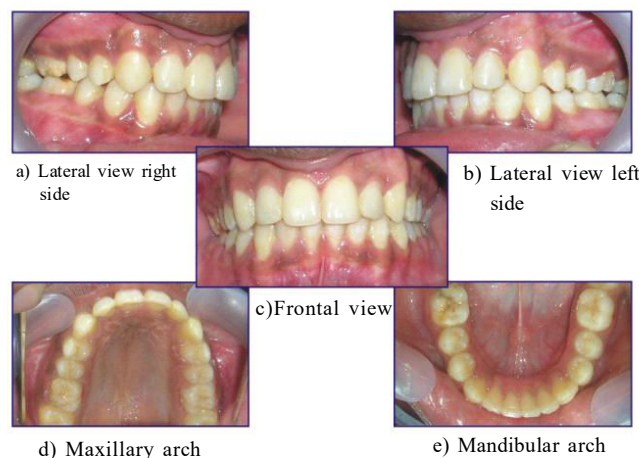 a) Lateral view right
side
b) Lateral view left
side
c)Frontal view
d) Maxillary arch
e) Mandibular arch